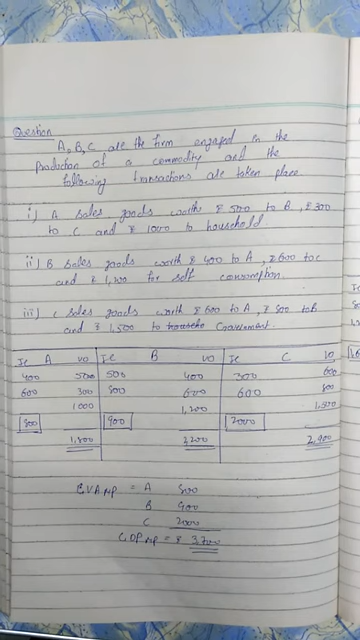 Question
A, B, C are the firm engaged in the
Production of a commodity and the
following transactions are taken place
i) A sales goods worth ₹ 500 to B, ₹ 300
to C and ₹ 1000 to household.
ii) B sales goods worth ₹ 400 to A, ₹ 600 to C
and ₹ 1,200 for self consumption.
iii) C sales goods worth ₹ 600 to A, ₹ 800 to B
and ₹ 1,500 to Government.
Ic A VO Ic B VO Ic C VO
400 500 500 400 300 600
600 300 800 600 600 800
1000 1,200 1,500
800 900 2000
1,800 2,200 2,900
GVA MP = A 800
B 900
C 2000
GDP MP = ₹ 3,700